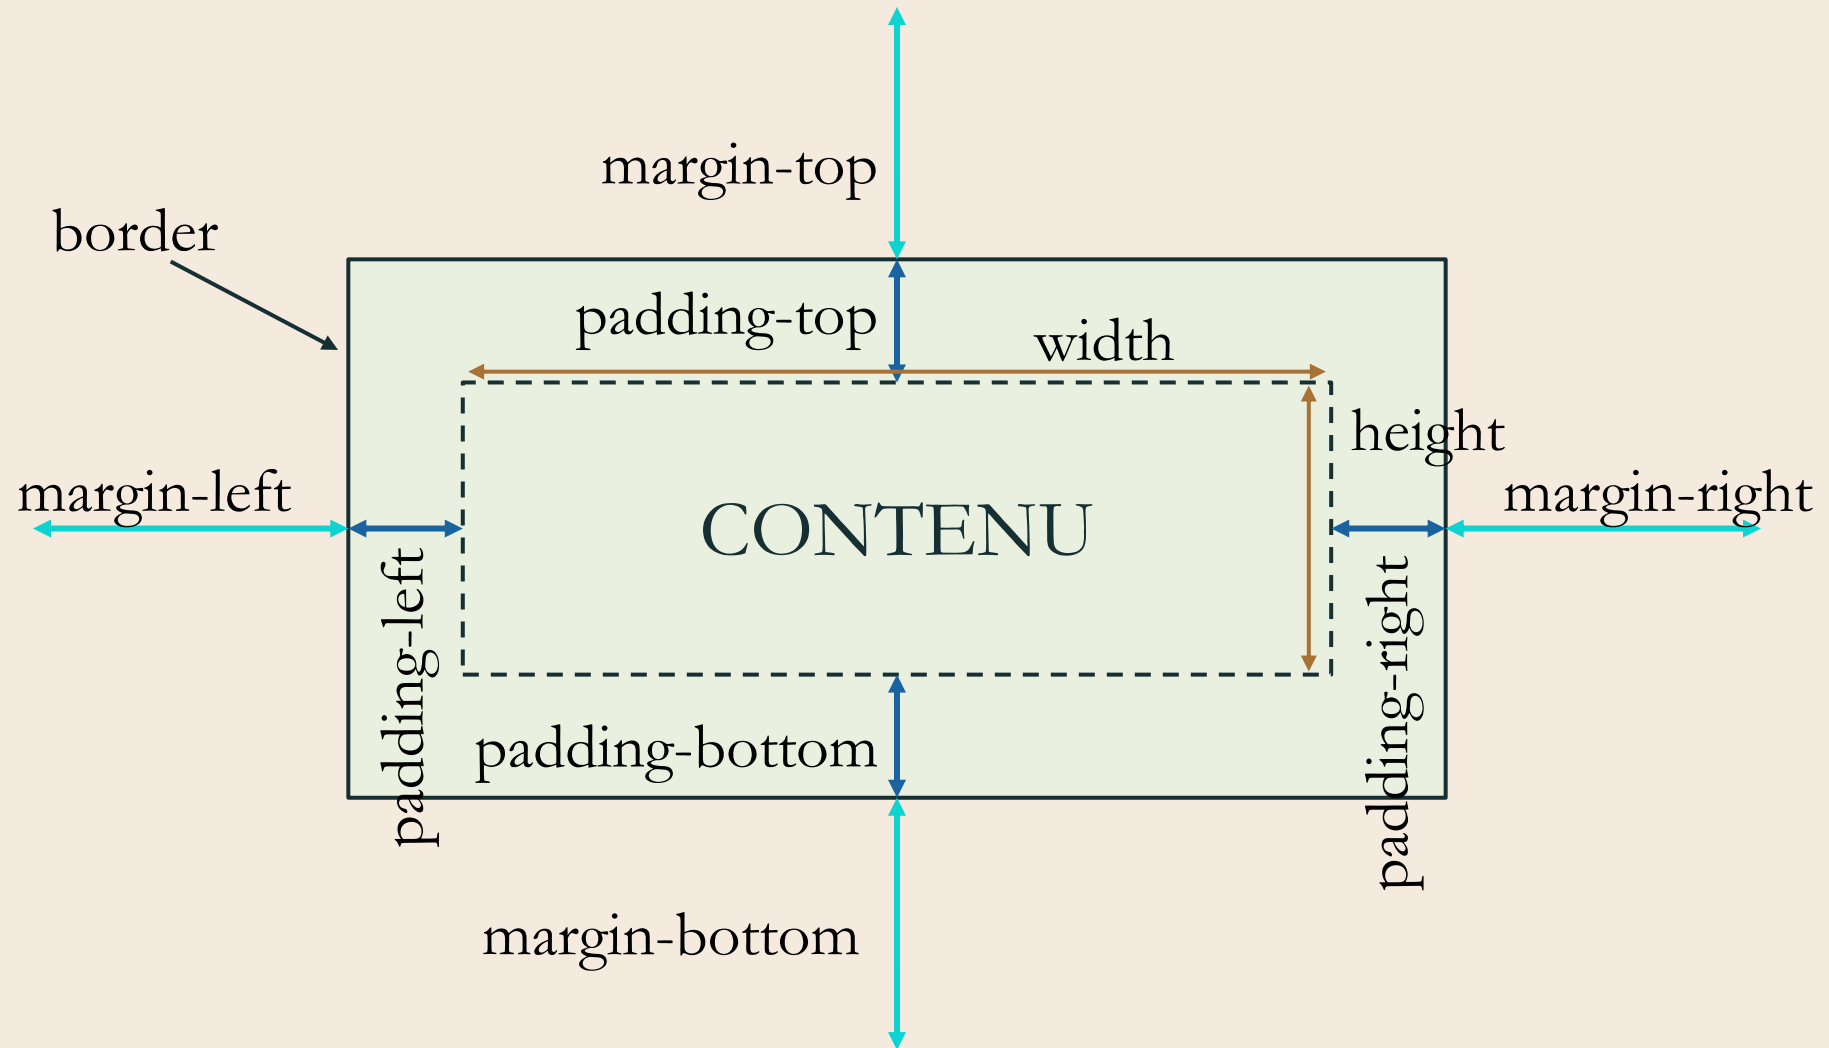 margin-top
border
padding-top
width
height
margin-left
margin-right
CONTENU
padding-left
padding-right
padding-bottom
margin-bottom